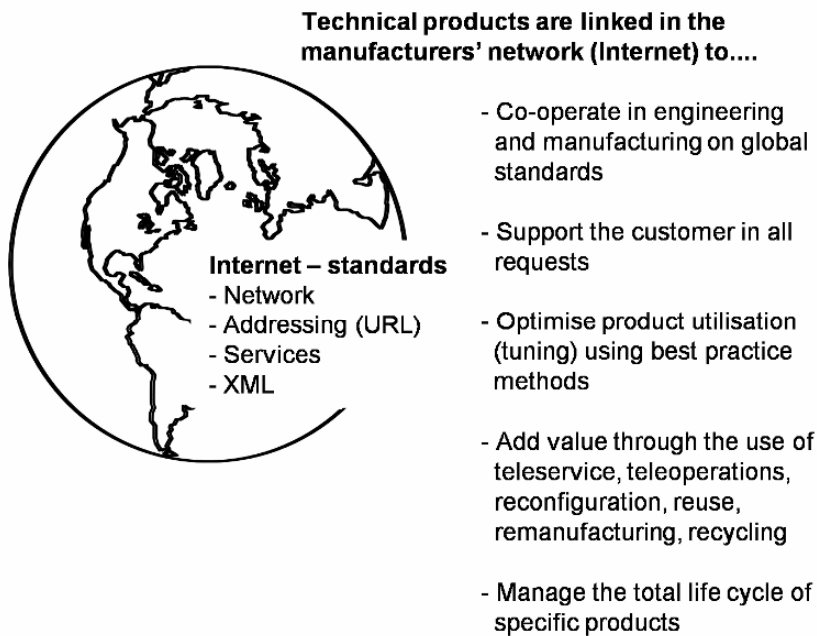 Technical products are linked in the
manufacturers' network (Internet) to....
- Co-operate in engineering
and manufacturing on global
standards
- Support the customer in all
requests
- Optimise product utilisation
(tuning) using best practice
methods
- Add value through the use of
teleservice, teleoperations,
reconfiguration, reuse,
remanufacturing, recycling
- Manage the total life cycle of
specific products
Internet – standards
- Network
- Addressing (URL)
- Services
- XML